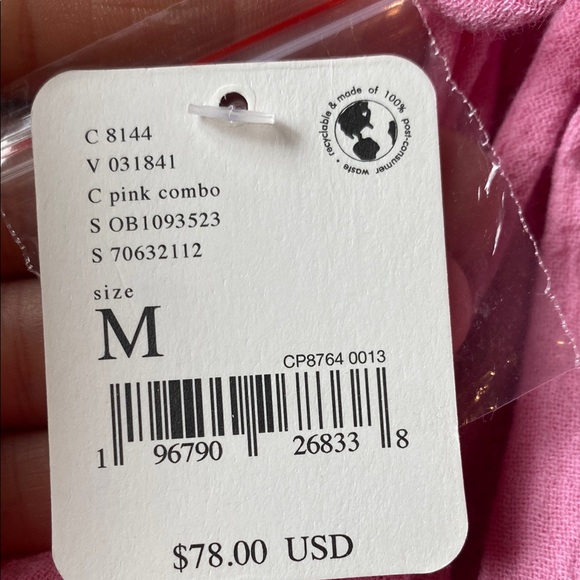 C 8144
V 031841
C pink combo
S OB1093523
S 70632112
recyclable & made of 100% post-consumer waste •
size
M
CP8764 0013
1 96790 26833 8
$78.00 USD